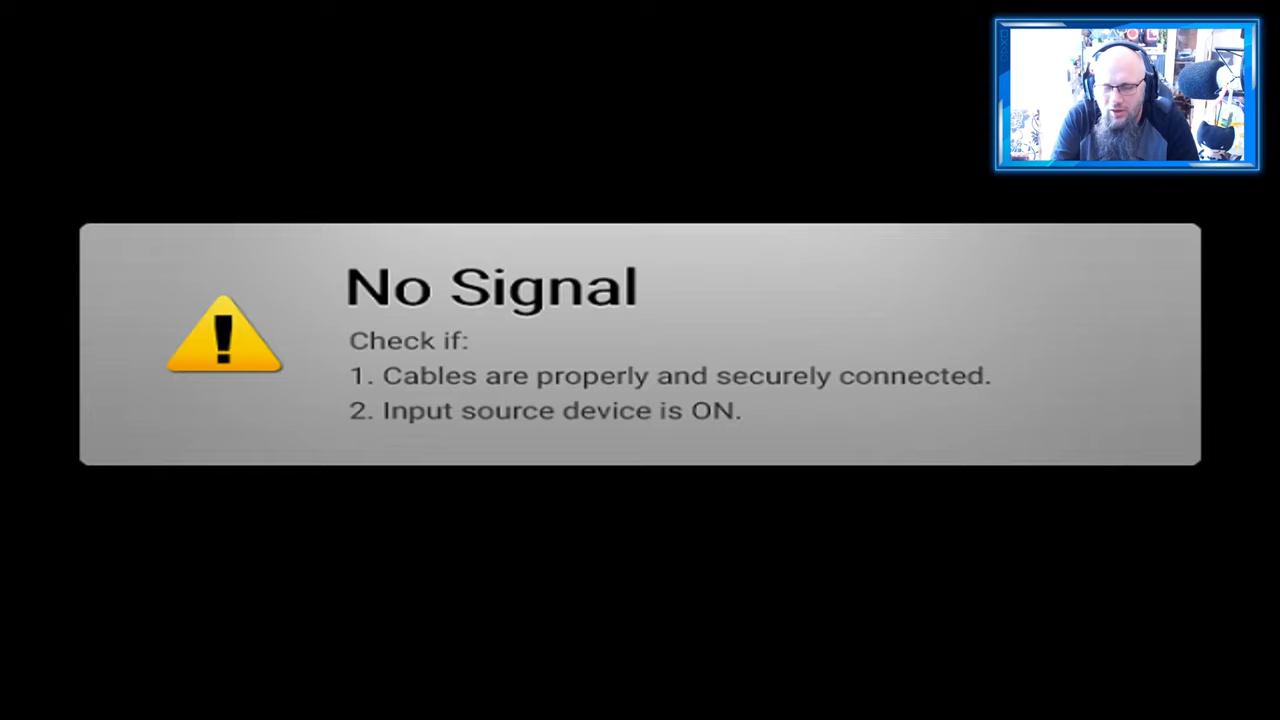 No Signal
Check if:
1. Cables are properly and securely connected.
2. Input source device is ON.